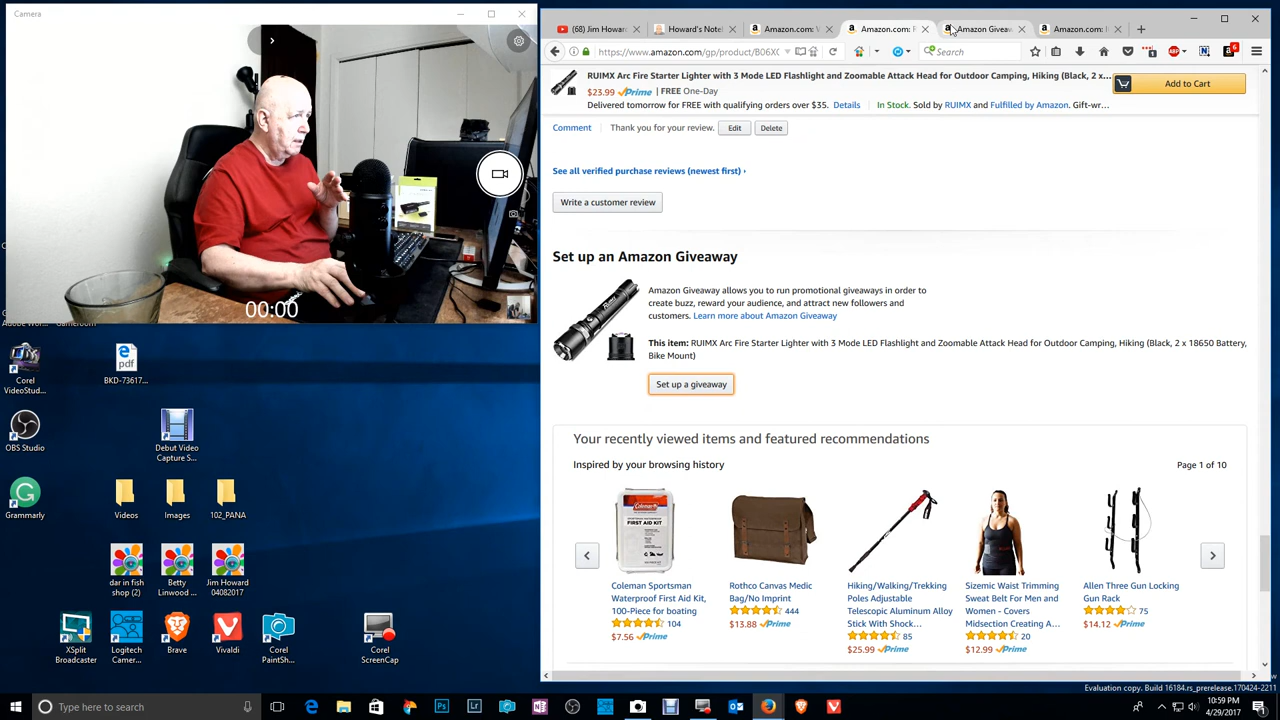 Camera
00:00
(68) Jim Howard
Howard's Note
Amazon.com: V
Amazon.com: R
Amazon Giveaw
Amazon.com:
https://www.amazon.com/gp/product/B06X
Search
6
RUIMX Arc Fire Starter Lighter with 3 Mode LED Flashlight and Zoomable Attack Head for Outdoor Camping, Hiking (Black, 2 x...
$23.99 Prime | FREE One-Day
Add to Cart
Delivered tomorrow for FREE with qualifying orders over $35. Details
In Stock. Sold by RUIMX and Fulfilled by Amazon. Gift-wr...
Comment
Thank you for your review.
Edit
Delete
See all verified purchase reviews (newest first) ›
Write a customer review
Set up an Amazon Giveaway
Amazon Giveaway allows you to run promotional giveaways in order to
create buzz, reward your audience, and attract new followers and
customers. Learn more about Amazon Giveaway
This item: RUIMX Arc Fire Starter Lighter with 3 Mode LED Flashlight and Zoomable Attack Head for Outdoor Camping, Hiking (Black, 2 x 18650 Battery,
Bike Mount)
Set up a giveaway
Your recently viewed items and featured recommendations
Inspired by your browsing history
Page 1 of 10
Coleman Sportsman
Waterproof First Aid Kit,
100-Piece for boating
104
$7.56 Prime
Rothco Canvas Medic
Bag/No Imprint
444
$13.88 Prime
Hiking/Walking/Trekking
Poles Adjustable
Telescopic Aluminum Alloy
Stick With Shock...
85
$25.99 Prime
Sizemic Waist Trimming
Sweat Belt For Men and
Women - Covers
Midsection Creating A...
20
$12.99 Prime
Allen Three Gun Locking
Gun Rack
75
$14.12 Prime
Coleman
FIRST AID KIT
Corel
VideoStud...
BKD-73617...
OBS Studio
Debut Video
Capture S...
Grammarly
Videos
Images
102_PANA
dar in fish
shop (2)
Betty
Linwood ...
Jim Howard
04082017
XSplit
Broadcaster
Logitech
Camer...
Brave
Vivaldi
Corel
PaintSh...
Corel
ScreenCap
Evaluation copy. Build 16184.rs_prerelease.170424-2211
Type here to search
10:59 PM
4/29/2017